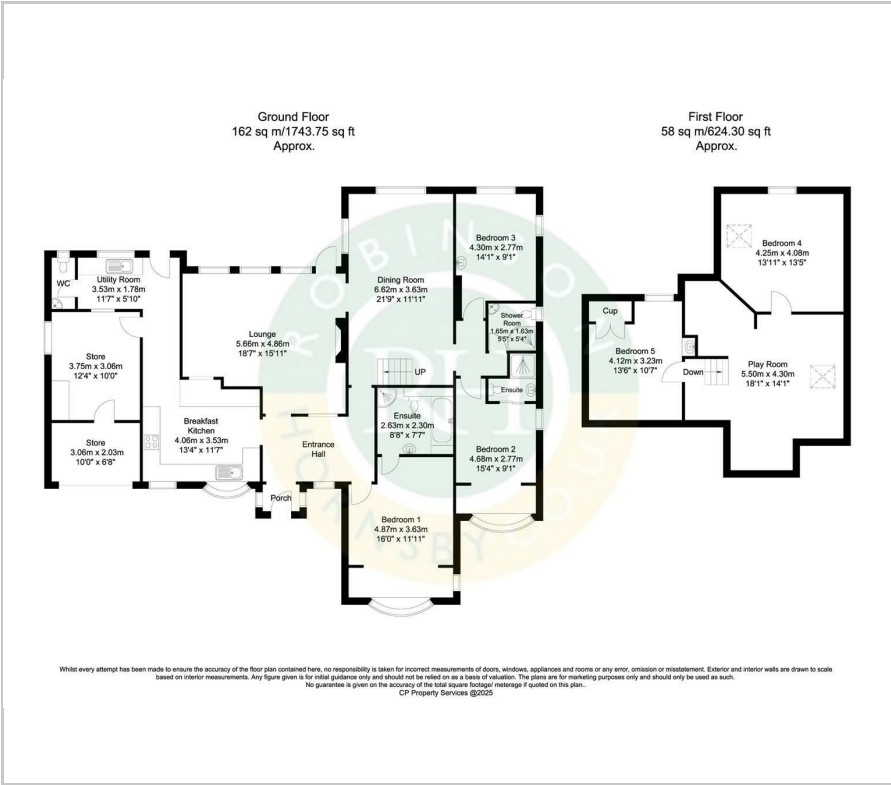 Ground Floor
162 sq m/1743.75 sq ft
Approx.
First Floor
58 sq m/624.30 sq ft
Approx.
WC
Utility Room
3.53m x 1.78m
11'7" x 5'10"
Store
3.75m x 3.06m
12'4" x 10'0"
Store
3.06m x 2.03m
10'0" x 6'8"
Lounge
5.66m x 4.86m
18'7" x 15'11"
Breakfast
Kitchen
4.06m x 3.53m
13'4" x 11'7"
Entrance
Hall
Porch
Dining Room
6.62m x 3.63m
21'9" x 11'11"
UP
Ensuite
2.63m x 2.30m
8'8" x 7'7"
Bedroom 1
4.87m x 3.63m
16'0" x 11'11"
Bedroom 3
4.30m x 2.77m
14'1" x 9'1"
Shower
Room
1.65m x 1.63m
5'5" x 5'4"
Ensuite
Bedroom 2
4.68m x 2.77m
15'4" x 9'1"
Bedroom 4
4.25m x 4.08m
13'11" x 13'5"
Cup
Bedroom 5
4.12m x 3.23m
13'6" x 10'7"
Down
Play Room
5.50m x 4.30m
18'1" x 14'1"
ROBINSON
RH
HORNSBY COUSINS
Whilst every attempt has been made to ensure the accuracy of the floor plan contained here, no responsibility is taken for incorrect measurements of doors, windows, appliances and rooms or any error, omission or misstatement. Exterior and interior walls are drawn to scale
based on interior measurements. Any figure given is for initial guidance only and should not be relied on as a basis of valuation. The plans are for marketing purposes only and should only be used as such.
No guarantee is given on the accuracy of the total square footage/ meterage if quoted on this plan..
CP Property Services @2025